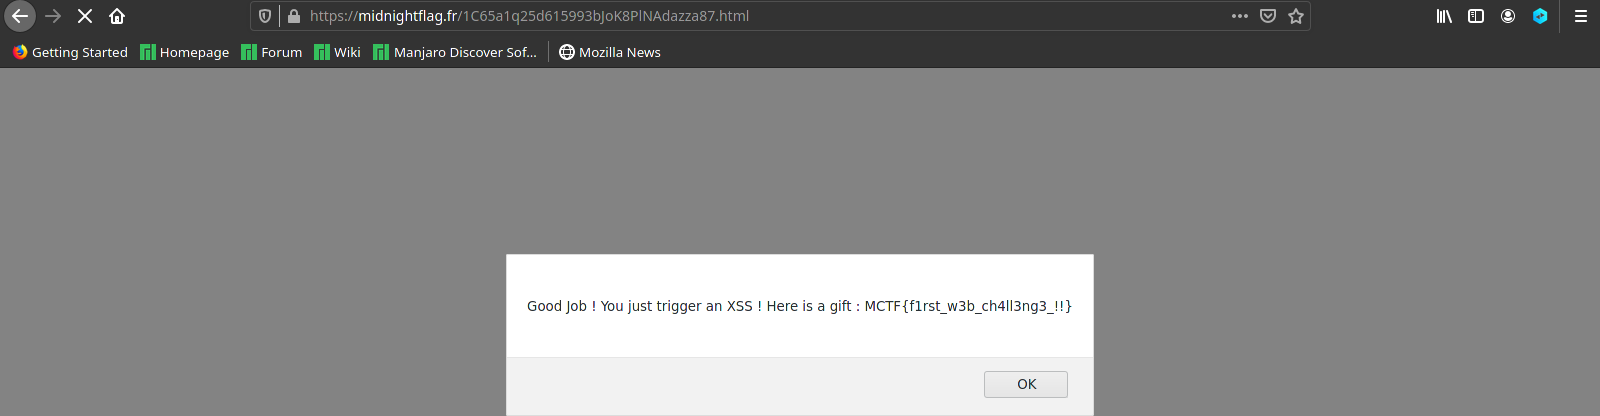 https://midnightflag.fr/1C65a1q25d615993bJoK8PlNAdazza87.html
Getting Started Homepage Forum Wiki Manjaro Discover Sof... Mozilla News
Good Job ! You just trigger an XSS ! Here is a gift : MCTF{f1rst_w3b_ch4ll3ng3_!!}
OK